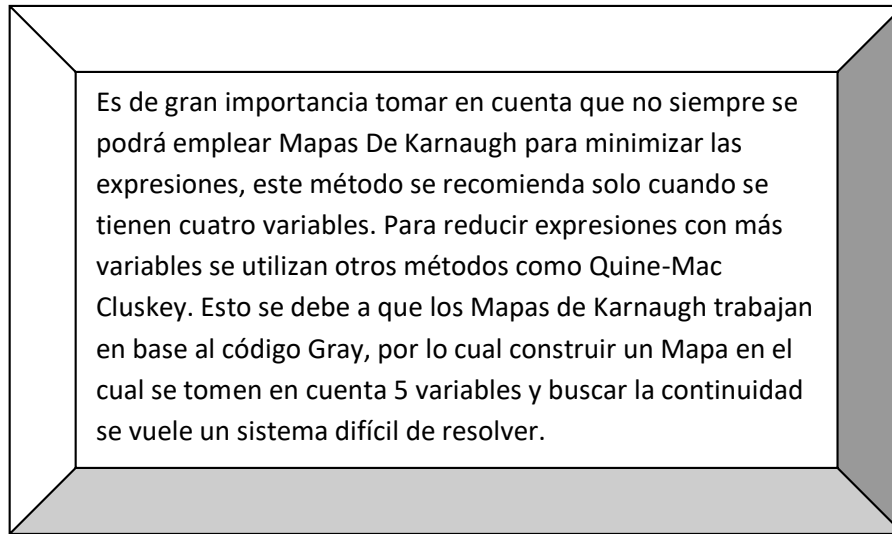 Es de gran importancia tomar en cuenta que no siempre se
podrá emplear Mapas De Karnaugh para minimizar las
expresiones, este método se recomienda solo cuando se
tienen cuatro variables. Para reducir expresiones con más
variables se utilizan otros métodos como Quine-Mac
Cluskey. Esto se debe a que los Mapas de Karnaugh trabajan
en base al código Gray, por lo cual construir un Mapa en el
cual se tomen en cuenta 5 variables y buscar la continuidad
se vuele un sistema difícil de resolver.